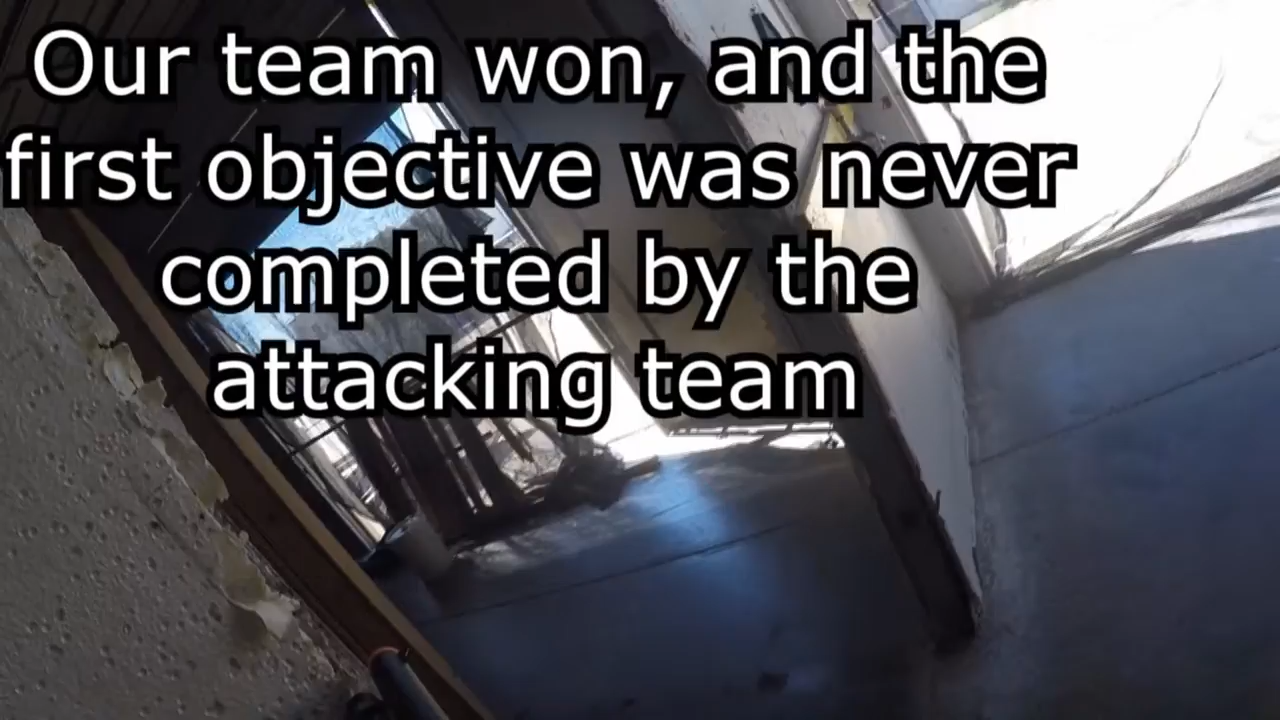 Our team won, and the
first objective was never
completed by the
attacking team